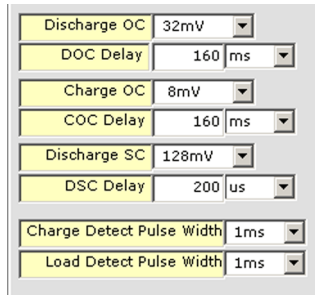 Discharge OC 32mV
DOC Delay 160 ms
Charge OC 8mV
COC Delay 160 ms
Discharge SC 128mV
DSC Delay 200 us
Charge Detect Pulse Width 1ms
Load Detect Pulse Width 1ms